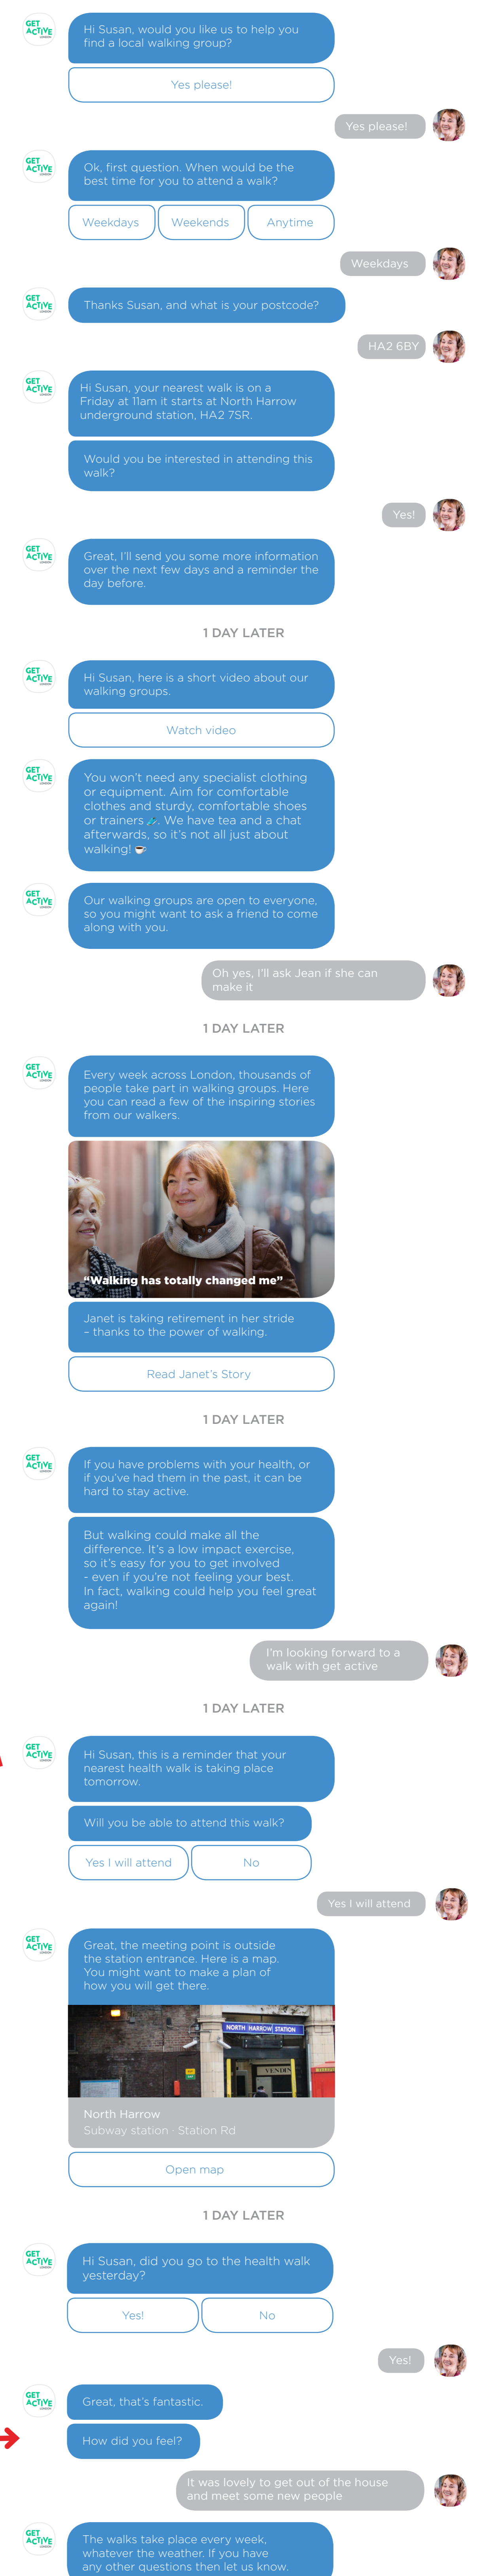 GET
ACTIVE
LONDON
Hi Susan, would you like us to help you
find a local walking group?
Yes please!
Yes please!
GET
ACTIVE
LONDON
Ok, first question. When would be the
best time for you to attend a walk?
Weekdays
Weekends
Anytime
Weekdays
GET
ACTIVE
LONDON
Thanks Susan, and what is your postcode?
HA2 6BY
GET
ACTIVE
LONDON
Hi Susan, your nearest walk is on a
Friday at 11am it starts at North Harrow
underground station, HA2 7SR.
Would you be interested in attending this
walk?
Yes!
GET
ACTIVE
LONDON
Great, I'll send you some more information
over the next few days and a reminder the
day before.
1 DAY LATER
GET
ACTIVE
LONDON
Hi Susan, here is a short video about our
walking groups.
Watch video
GET
ACTIVE
LONDON
You won't need any specialist clothing
or equipment. Aim for comfortable
clothes and sturdy, comfortable shoes
or trainers . We have tea and a chat
afterwards, so it's not all just about
walking!
GET
ACTIVE
LONDON
Our walking groups are open to everyone,
so you might want to ask a friend to come
along with you.
Oh yes, I'll ask Jean if she can
make it
1 DAY LATER
GET
ACTIVE
LONDON
Every week across London, thousands of
people take part in walking groups. Here
you can read a few of the inspiring stories
from our walkers.
"Walking has totally changed me"
Janet is taking retirement in her stride
– thanks to the power of walking.
Read Janet's Story
1 DAY LATER
GET
ACTIVE
LONDON
If you have problems with your health, or
if you've had them in the past, it can be
hard to stay active.
But walking could make all the
difference. It's a low impact exercise,
so it's easy for you to get involved
- even if you're not feeling your best.
In fact, walking could help you feel great
again!
I'm looking forward to a
walk with get active
1 DAY LATER
GET
ACTIVE
LONDON
Hi Susan, this is a reminder that your
nearest health walk is taking place
tomorrow.
Will you be able to attend this walk?
Yes I will attend
No
Yes I will attend
GET
ACTIVE
LONDON
Great, the meeting point is outside
the station entrance. Here is a map.
You might want to make a plan of
how you will get there.
NORTH HARROW STATION
VENDIN
North Harrow
Subway station · Station Rd
Open map
1 DAY LATER
GET
ACTIVE
LONDON
Hi Susan, did you go to the health walk
yesterday?
Yes!
No
Yes!
GET
ACTIVE
LONDON
Great, that's fantastic.
How did you feel?
It was lovely to get out of the house
and meet some new people
GET
ACTIVE
LONDON
The walks take place every week,
whatever the weather. If you have
any other questions then let us know.